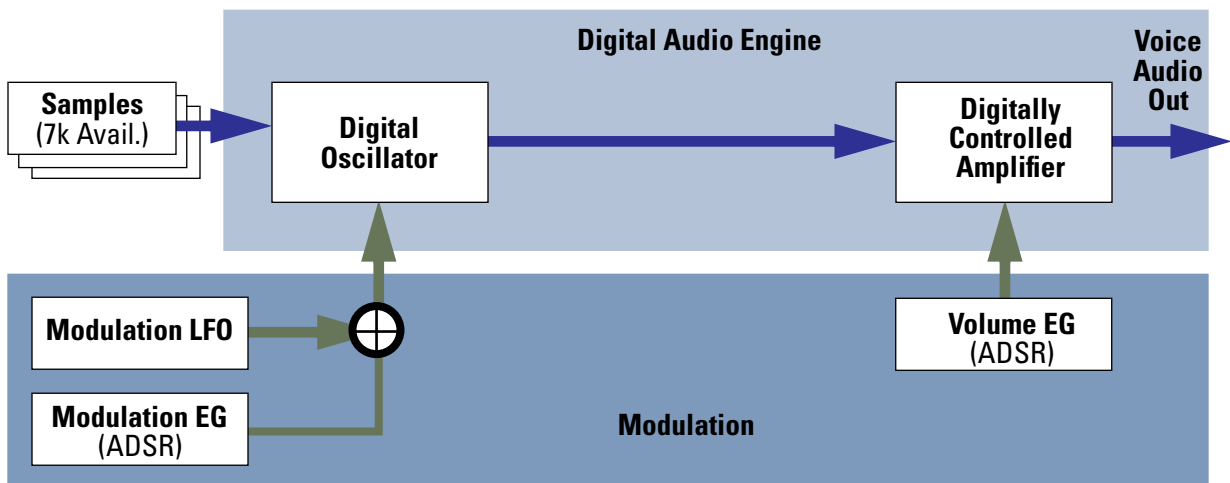 Digital Audio Engine
Voice
Audio
Out
Samples
(7k Avail.)
Digital
Oscillator
Digitally
Controlled
Amplifier
Modulation LFO
Volume EG
(ADSR)
Modulation EG
(ADSR)
Modulation